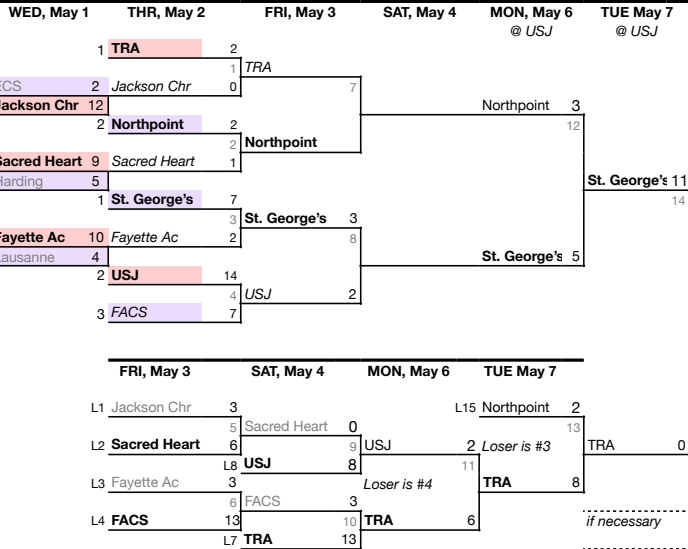 WED, May 1 THR, May 2 FRI, May 3 SAT, May 4 MON, May 6 TUE May 7
@ USJ @ USJ
1 TRA 2
1 TRA
ECS 2 Jackson Chr 0 7
Jackson Chr 12 Northpoint 3
2 Northpoint 2 12
2 Northpoint
Sacred Heart 9 Sacred Heart 1
Harding 5 St. George's 11
1 St. George's 7 14
3 St. George's 3
Fayette Ac 10 Fayette Ac 2 8
Lausanne 4 St. George's 5
2 USJ 14
4 USJ 2
3 FACS 7
FRI, May 3 SAT, May 4 MON, May 6 TUE May 7
L1 Jackson Chr 3 L15 Northpoint 2
5 Sacred Heart 0 13
L2 Sacred Heart 6 9 USJ 2 Loser is #3 TRA 0
L8 USJ 8 11
L3 Fayette Ac 3 Loser is #4 TRA 8
6 FACS 3
L4 FACS 13 10 TRA 6 if necessary
L7 TRA 13